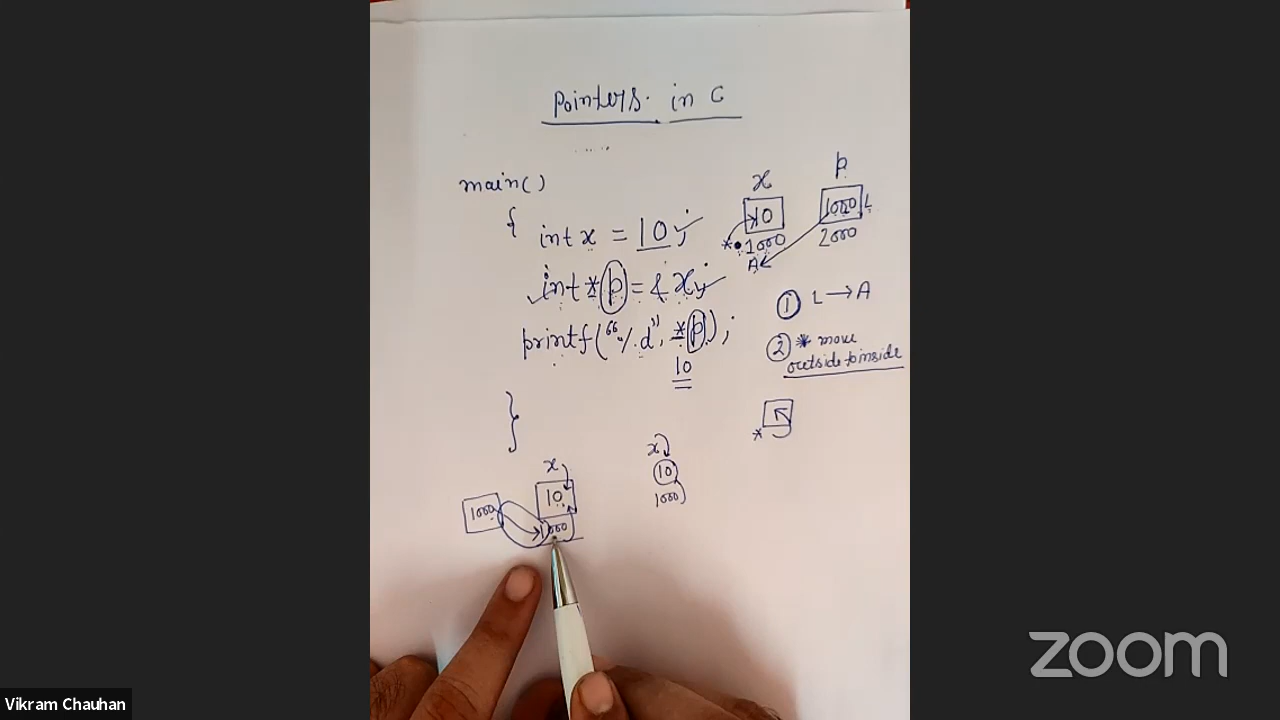 Pointers. in C
main()
x
p
{
int x = 10;
10
1000 L
* 1000
2000
A
int *p = & x;
1 L → A
printf("%d", *p);
2 * move
outside to inside
10
}
*
x
10
1000
x
10
1000
1000
zoom
Vikram Chauhan